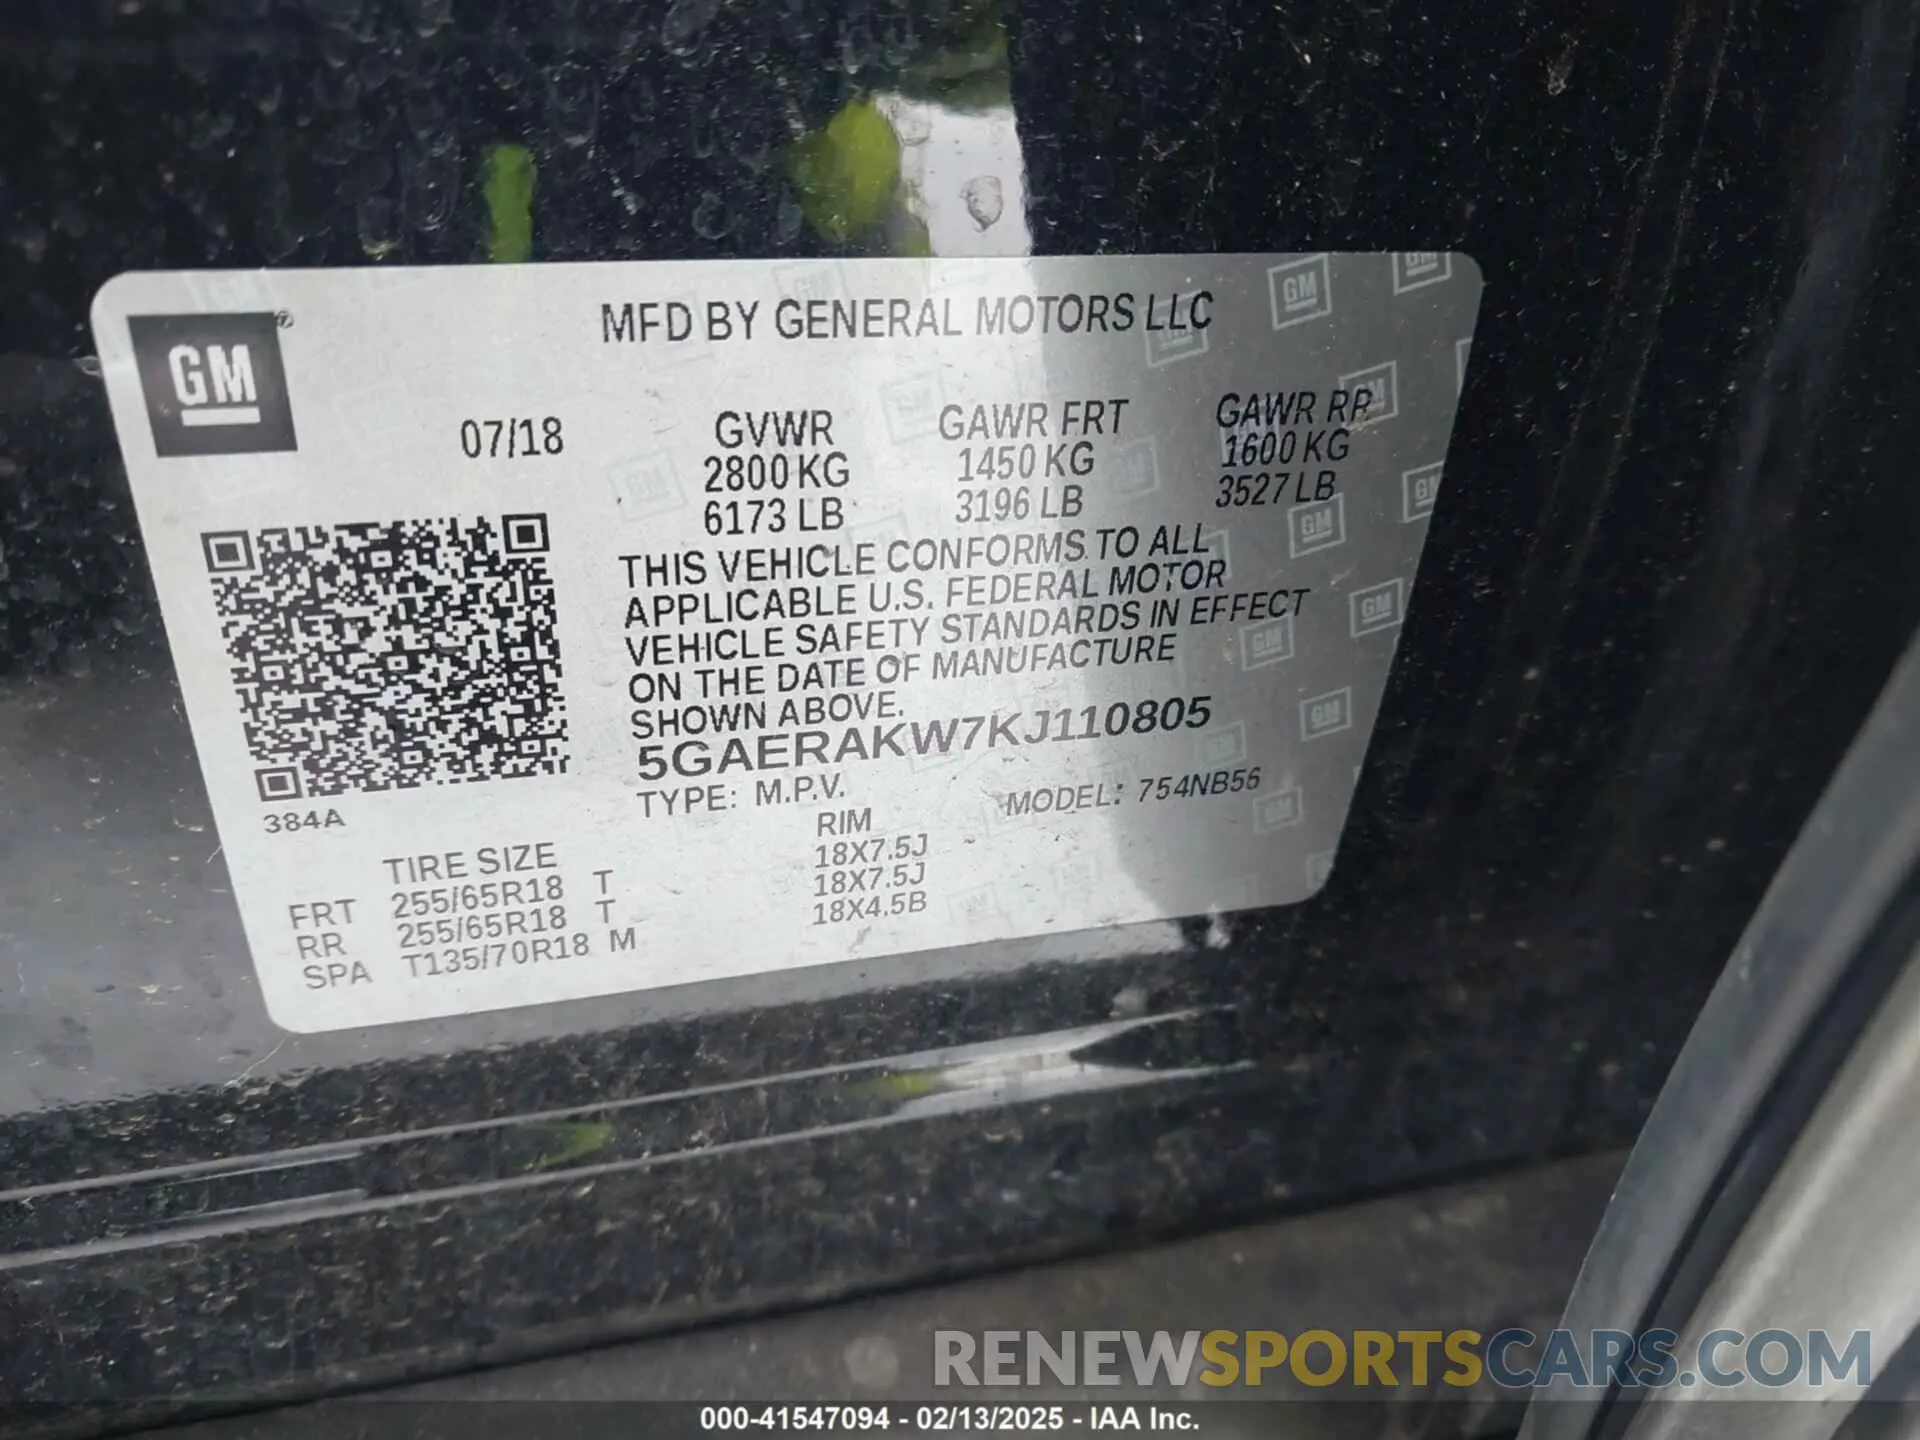 MFD BY GENERAL MOTORS LLC
GM ®
07/18 GVWR GAWR FRT GAWR RR
2800 KG 1450 KG 1600 KG
6173 LB 3196 LB 3527 LB
THIS VEHICLE CONFORMS TO ALL
APPLICABLE U.S. FEDERAL MOTOR
VEHICLE SAFETY STANDARDS IN EFFECT
ON THE DATE OF MANUFACTURE
SHOWN ABOVE.
5GAERAKW7KJ110805
TYPE: M.P.V. MODEL: 754NB56
384A
TIRE SIZE RIM
FRT 255/65R18 T 18X7.5J
RR 255/65R18 T 18X7.5J
SPA T135/70R18 M 18X4.5B
RENEWSPORTSCARS.COM
000-41547094 - 02/13/2025 - IAA Inc.